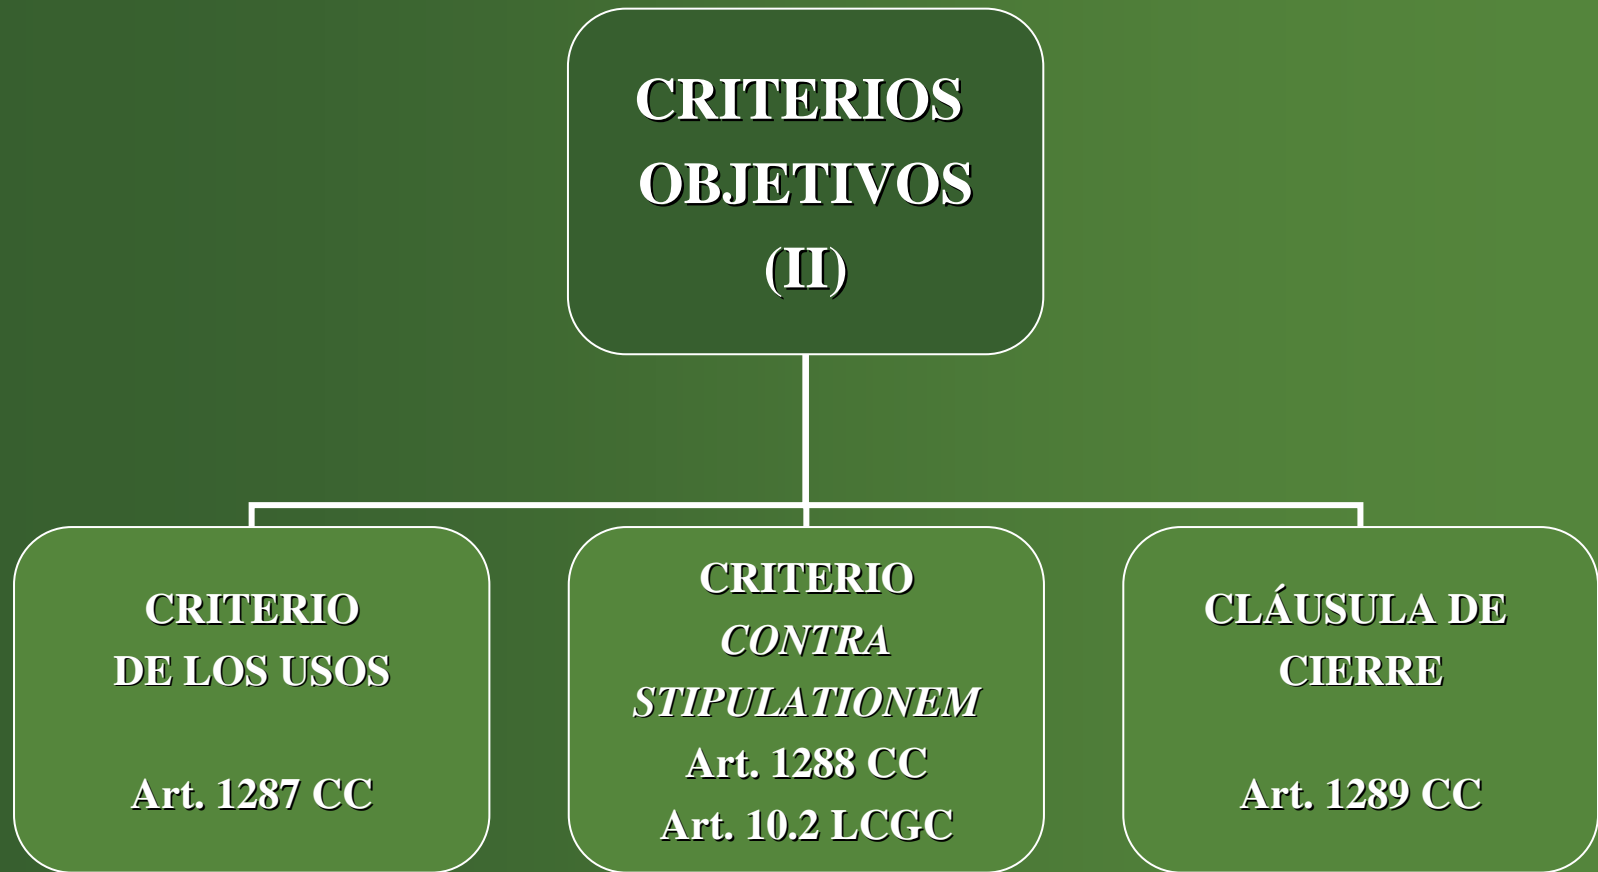 CRITERIOS
OBJETIVOS
(II)
CRITERIO
DE LOS USOS
Art. 1287 CC
CRITERIO
CONTRA
STIPULATIONEM
Art. 1288 CC
Art. 10.2 LCGC
CLÁUSULA DE
CIERRE
Art. 1289 CC